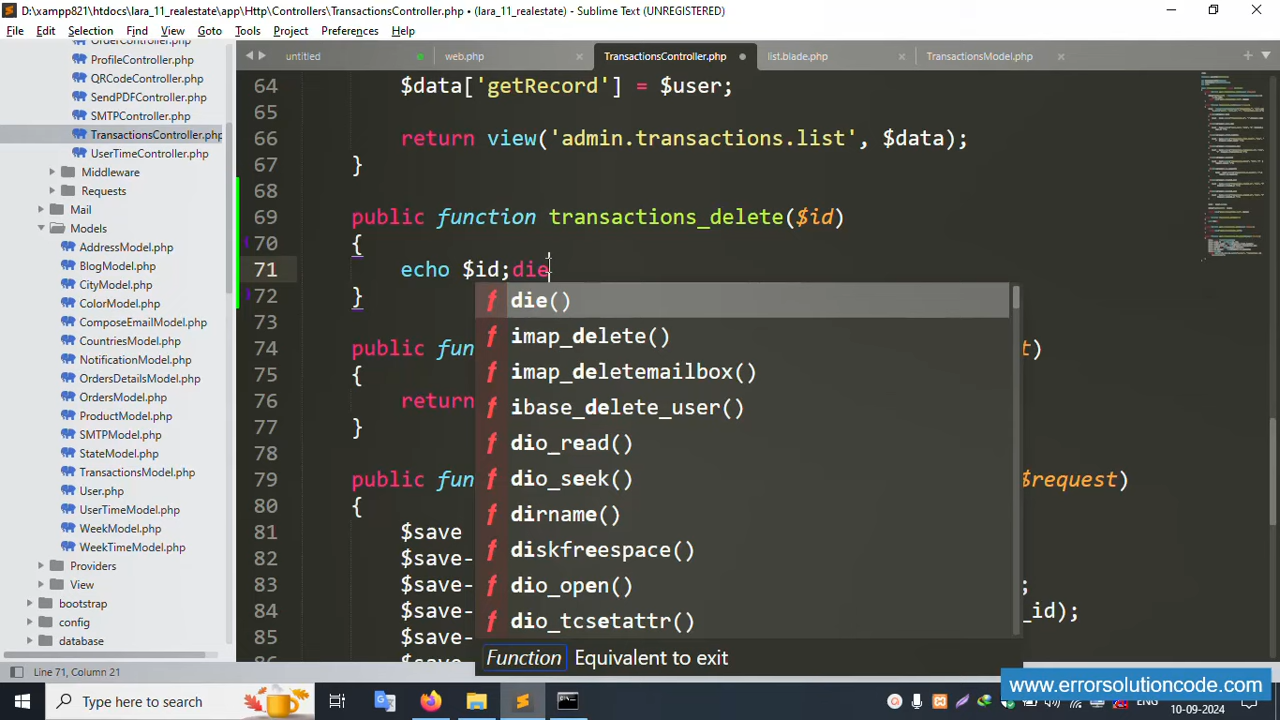 D:\xampp821\htdocs\lara_11_realestate\app\Http\Controllers\TransactionsController.php • (lara_11_realestate) - Sublime Text (UNREGISTERED)
File Edit Selection Find View Goto Tools Project Preferences Help
OrderController.php
ProfileController.php
QRCodeController.php
SendPDFController.php
SMTPController.php
TransactionsController.php
UserTimeController.php
Middleware
Requests
Mail
Models
AddressModel.php
BlogModel.php
CityModel.php
ColorModel.php
ComposeEmailModel.php
CountriesModel.php
NotificationModel.php
OrdersDetailsModel.php
OrdersModel.php
ProductModel.php
SMTPModel.php
StateModel.php
TransactionsModel.php
User.php
UserTimeModel.php
WeekModel.php
WeekTimeModel.php
Providers
View
bootstrap
config
database
untitled web.php TransactionsController.php list.blade.php TransactionsModel.php
64 $data['getRecord'] = $user;
65
66 return view('admin.transactions.list', $data);
67 }
68
69 public function transactions_delete($id)
70 {
71 echo $id;die
72 }
73
74 public fun t)
75 {
76 return
77 }
78
79 public fun $request)
80 {
81 $save
82 $save-
83 $save- ;
84 $save- _id);
85 $save-
86 $save-
die()
imap_delete()
imap_deletemailbox()
ibase_delete_user()
dio_read()
dio_seek()
dirname()
diskfreespace()
dio_open()
dio_tcsetattr()
Function Equivalent to exit
Line 71, Column 21
www.errorsolutioncode.com
Type here to search
ENG
10-09-2024